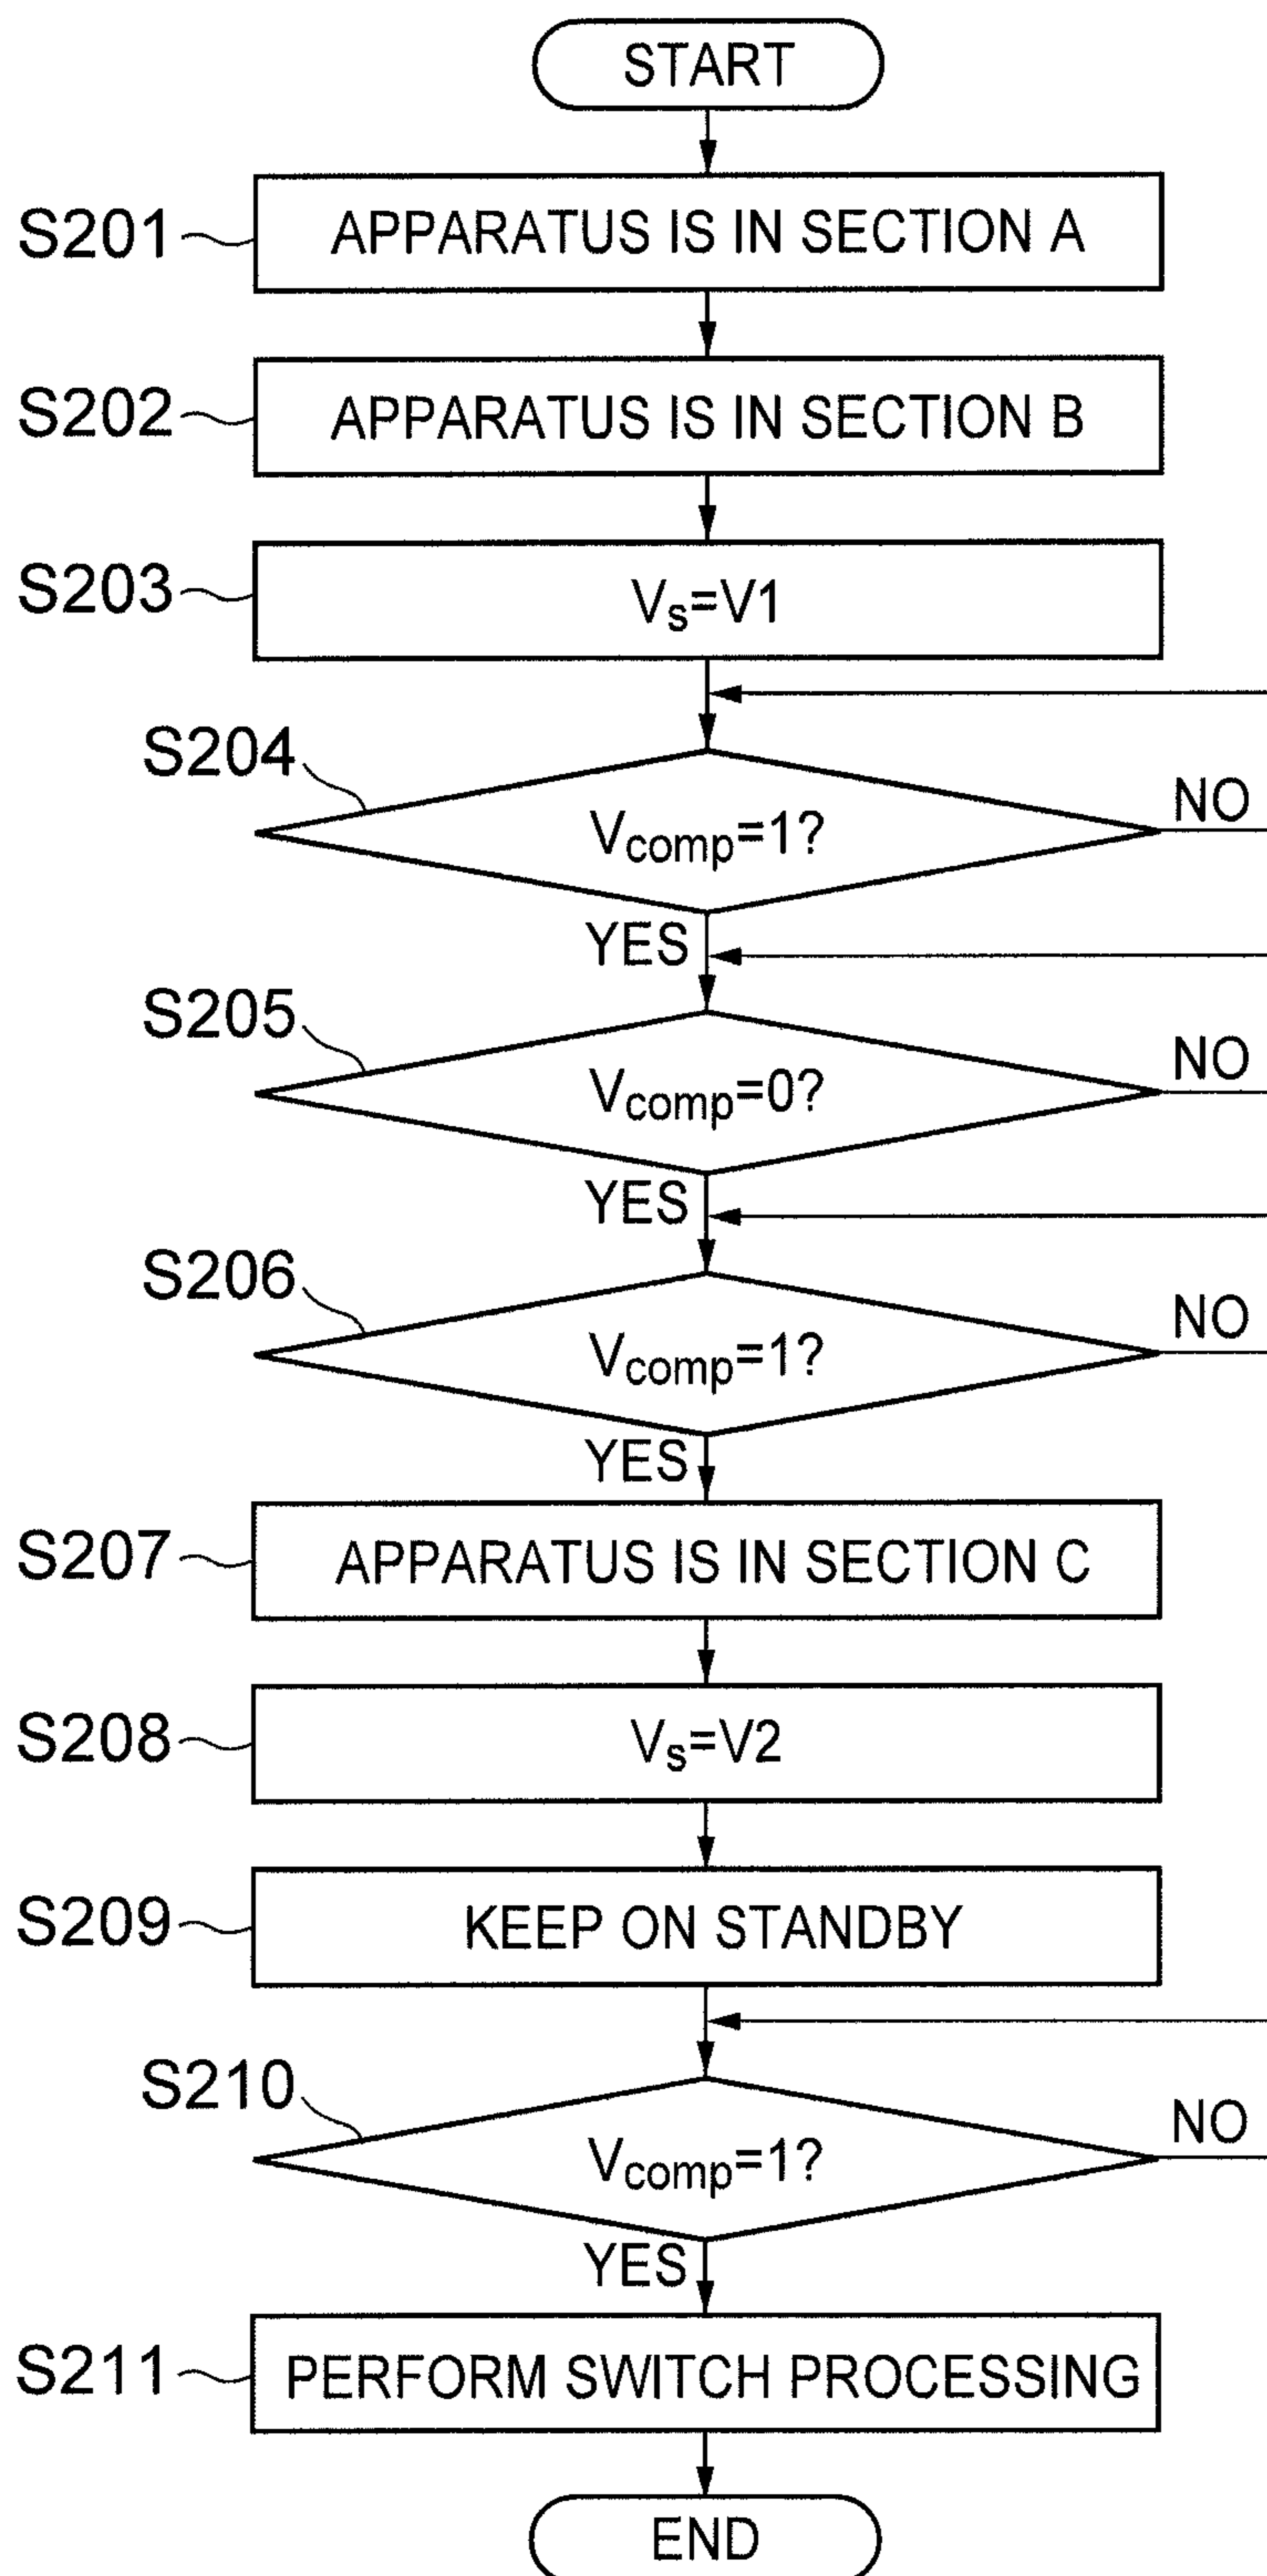 START
S201
APPARATUS IS IN SECTION A
S202
APPARATUS IS IN SECTION B
S203
Vs=V1
S204
Vcomp=1?
NO
YES
S205
Vcomp=0?
NO
YES
S206
Vcomp=1?
NO
YES
S207
APPARATUS IS IN SECTION C
S208
Vs=V2
S209
KEEP ON STANDBY
S210
Vcomp=1?
NO
YES
S211
PERFORM SWITCH PROCESSING
END